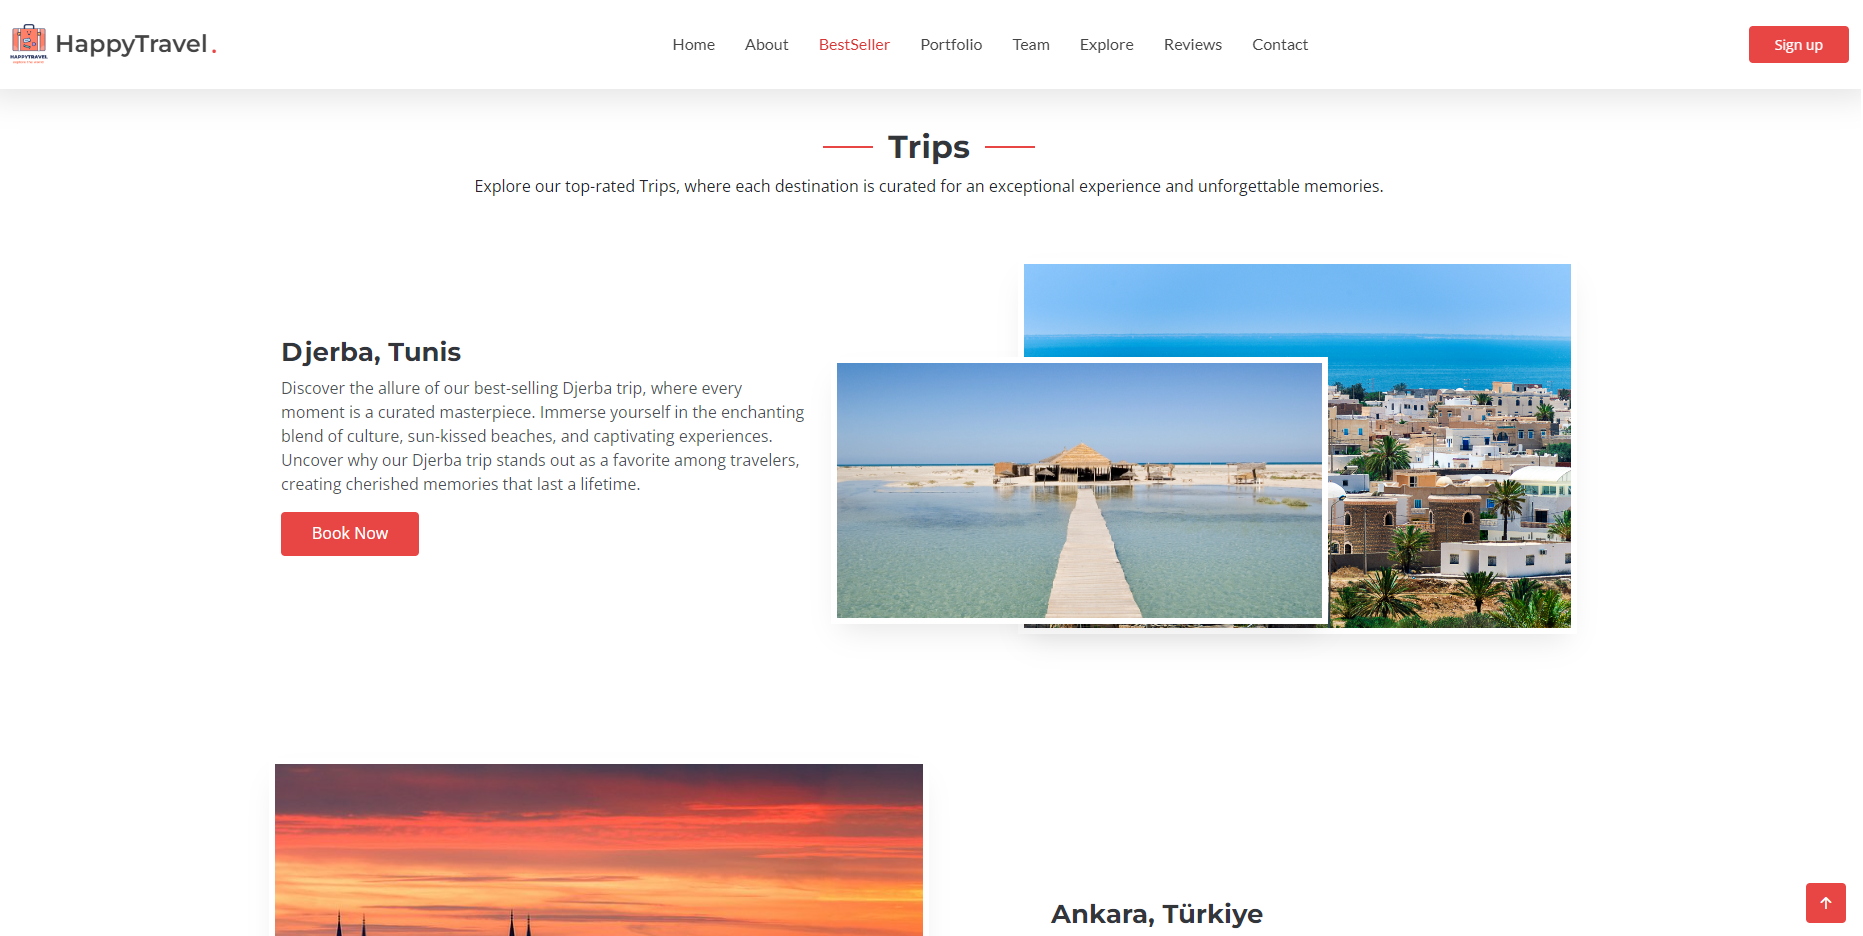 HAPPYTRAVEL
HappyTravel.
Home
About
BestSeller
Portfolio
Team
Explore
Reviews
Contact
Sign up
Trips
Explore our top-rated Trips, where each destination is curated for an exceptional experience and unforgettable memories.
Djerba, Tunis
Discover the allure of our best-selling Djerba trip, where every
moment is a curated masterpiece. Immerse yourself in the enchanting
blend of culture, sun-kissed beaches, and captivating experiences.
Uncover why our Djerba trip stands out as a favorite among travelers,
creating cherished memories that last a lifetime.
Book Now
Ankara, Türkiye